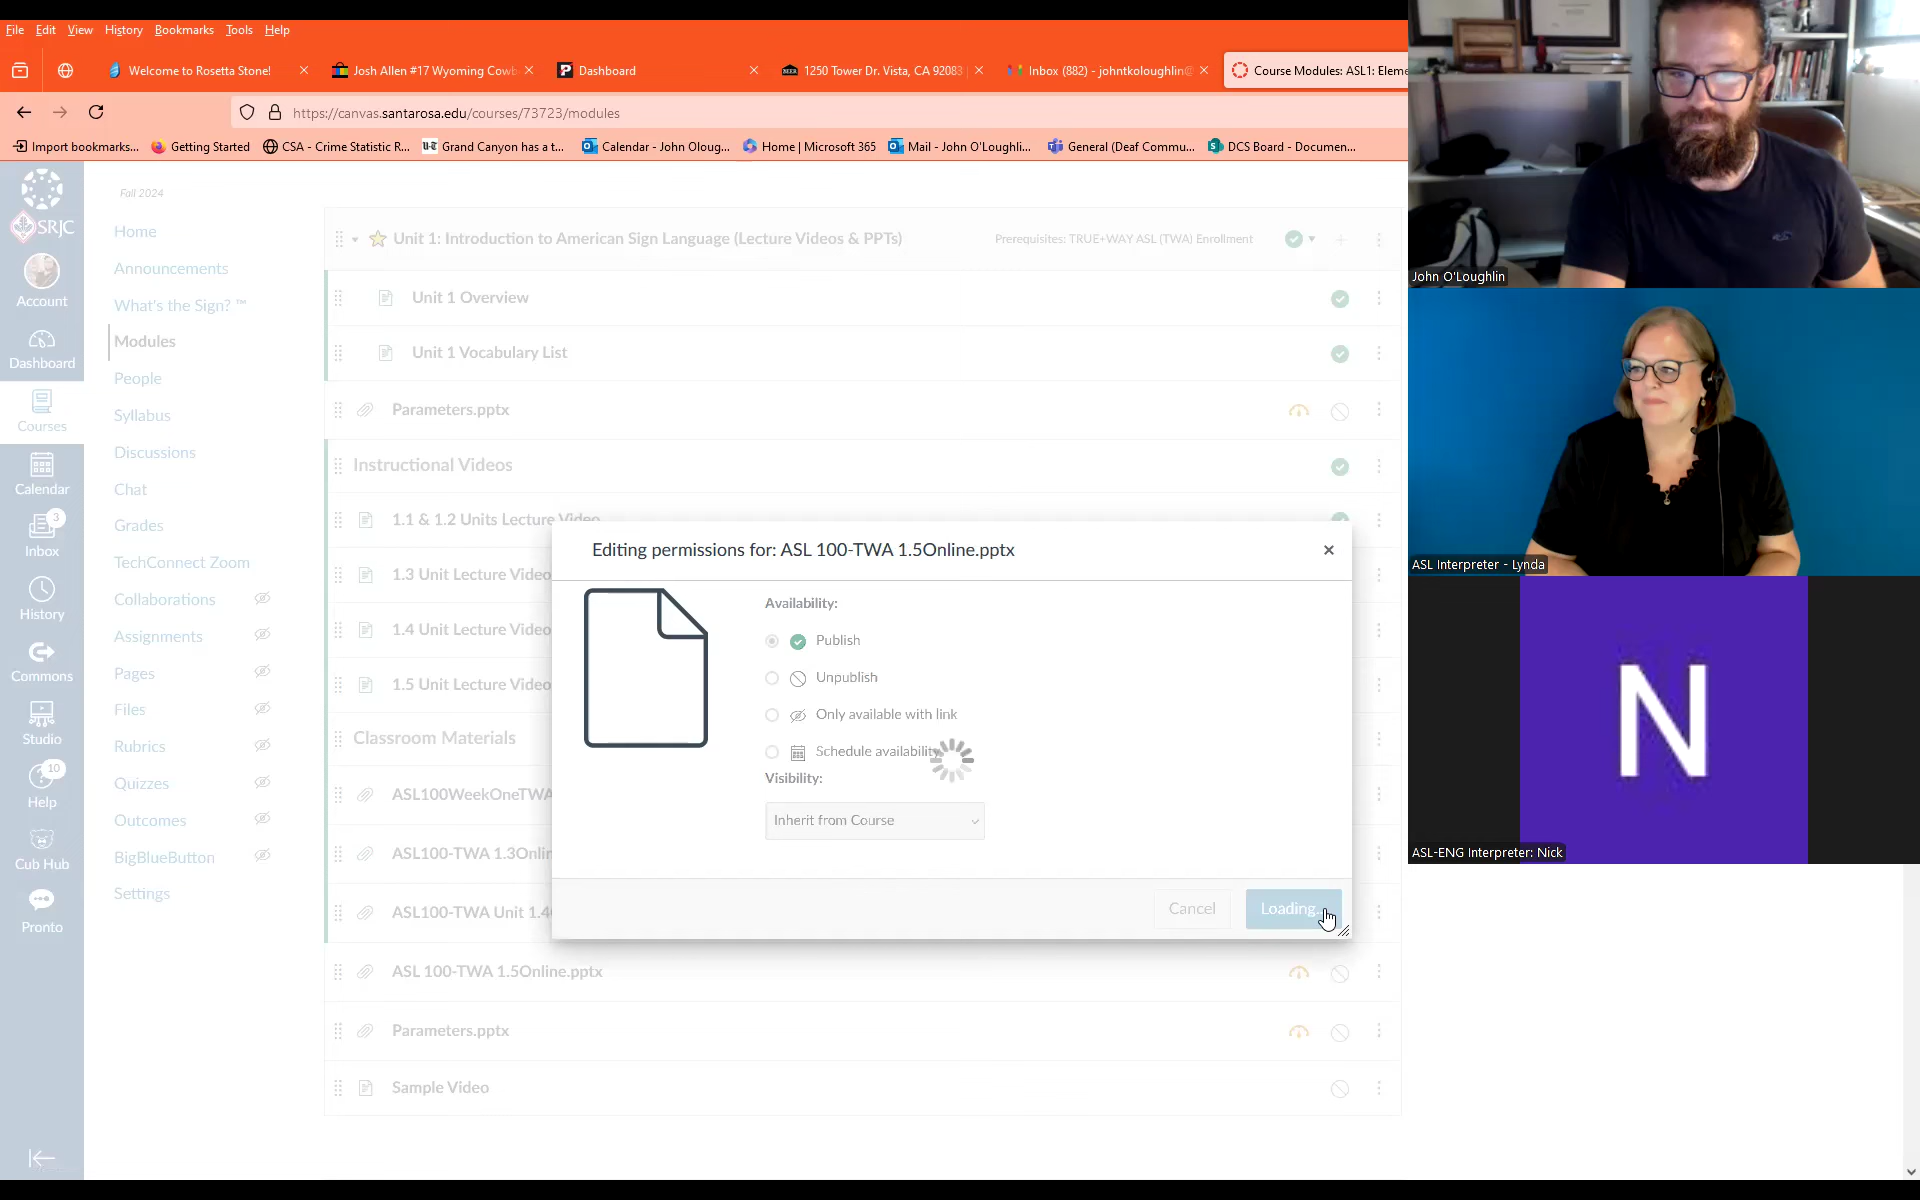 File Edit View History Bookmarks Tools Help
Welcome to Rosetta Stone!
Josh Allen #17 Wyoming Cowb
Dashboard
1250 Tower Dr. Vista, CA 92083
Inbox (882) - johntkoloughlin@
Course Modules: ASL1: Eleme
https://canvas.santarosa.edu/courses/73723/modules
Import bookmarks...
Getting Started
CSA - Crime Statistic R...
Grand Canyon has a t...
Calendar - John Oloug...
Home | Microsoft 365
Mail - John O'Loughli...
General (Deaf Commu...
DCS Board - Documen...
SRJC
Account
Dashboard
Courses
Calendar
3
Inbox
History
Commons
Studio
10
Help
Cub Hub
Pronto
Fall 2024
Home
Announcements
What's the Sign? ™
Modules
People
Syllabus
Discussions
Chat
Grades
TechConnect Zoom
Collaborations
Assignments
Pages
Files
Rubrics
Quizzes
Outcomes
BigBlueButton
Settings
Unit 1: Introduction to American Sign Language (Lecture Videos & PPTs)
Prerequisites: TRUE+WAY ASL (TWA) Enrollment
Unit 1 Overview
Unit 1 Vocabulary List
Parameters.pptx
Instructional Videos
1.1 & 1.2 Units Lecture Video
1.3 Unit Lecture Video
1.4 Unit Lecture Video
1.5 Unit Lecture Video
Classroom Materials
ASL100WeekOneTWA
ASL100-TWA 1.3Onlin
ASL100-TWA Unit 1.4
ASL 100-TWA 1.5Online.pptx
Parameters.pptx
Sample Video
Editing permissions for: ASL 100-TWA 1.5Online.pptx
Availability:
Publish
Unpublish
Only available with link
Schedule availability
Visibility:
Inherit from Course
Cancel
Loading...
John O'Loughlin
ASL Interpreter - Lynda
N
ASL-ENG Interpreter: Nick